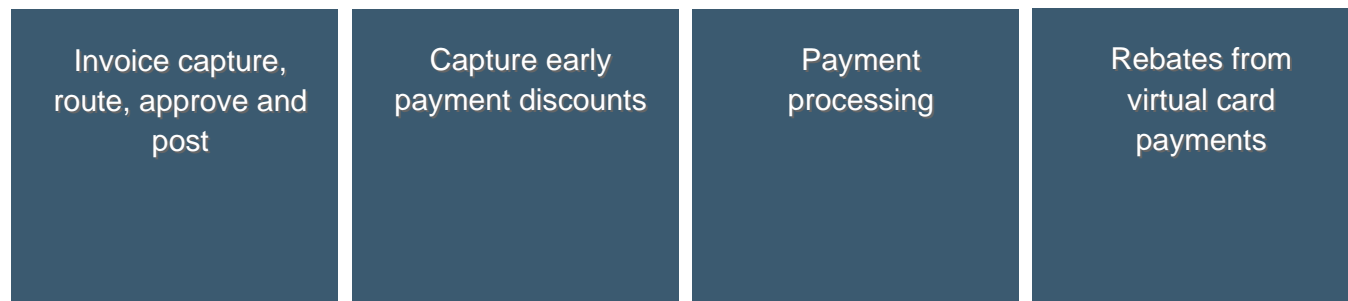 Invoice capture,
route, approve and
post
Capture early
payment discounts
Payment
processing
Rebates from
virtual card
payments